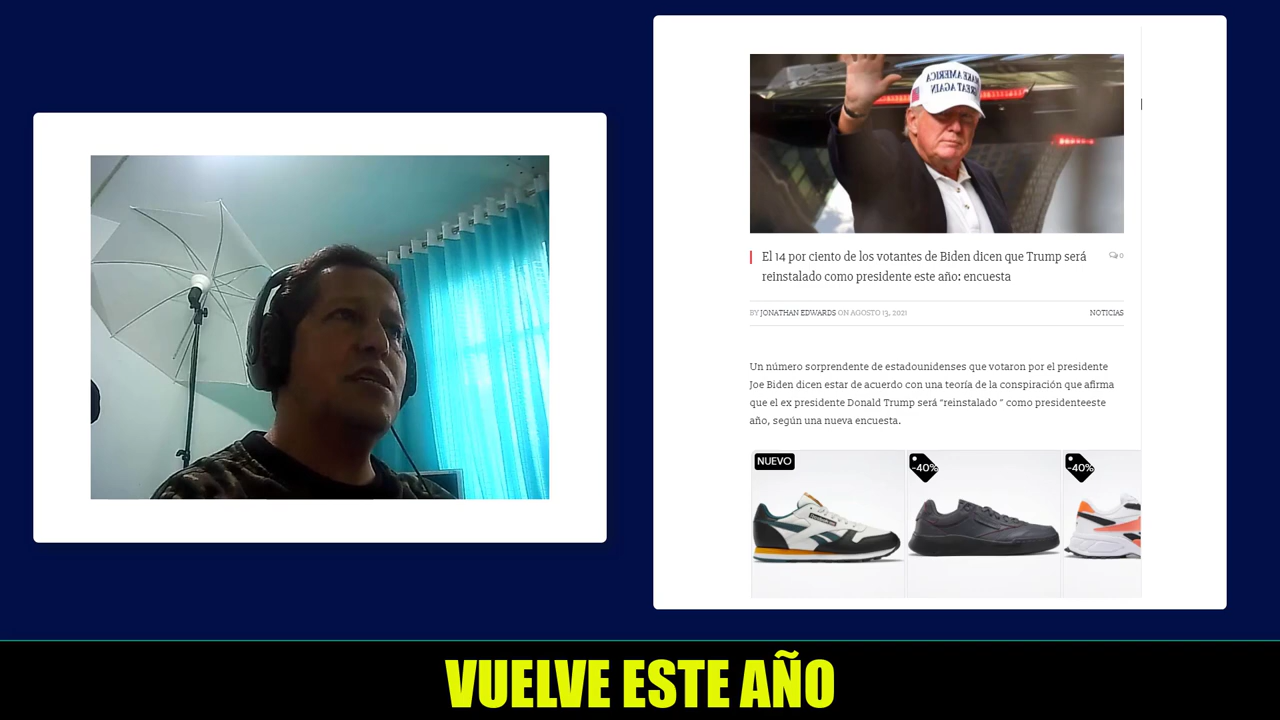 MAKE AMERICA
GREAT AGAIN
El 14 por ciento de los votantes de Biden dicen que Trump será
reinstalado como presidente este año: encuesta
0
BY JONATHAN EDWARDS ON AGOSTO 13, 2021
NOTICIAS
Un número sorprendente de estadounidenses que votaron por el presidente
Joe Biden dicen estar de acuerdo con una teoría de la conspiración que afirma
que el ex presidente Donald Trump será “reinstalado ” como presidenteeste
año, según una nueva encuesta.
NUEVO
-40%
-40%
VUELVE ESTE AÑO